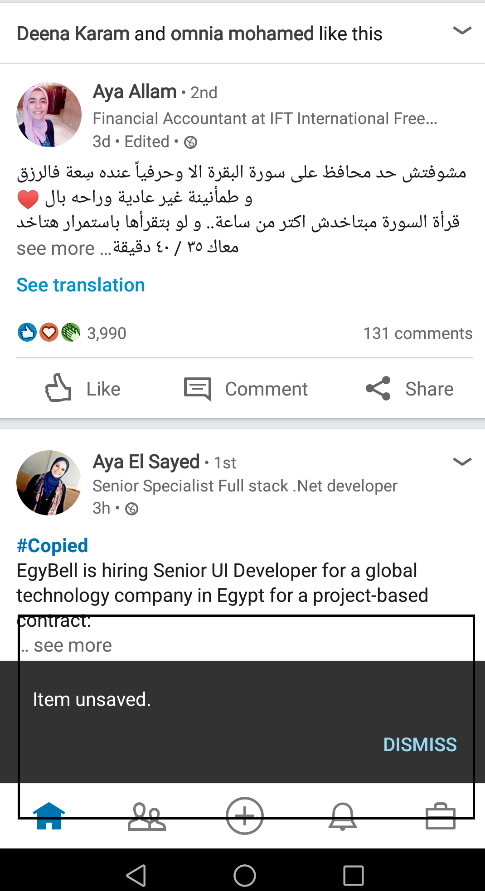 Deena Karam and omnia mohamed like this
Aya Allam • 2nd
Financial Accountant at IFT International Free...
3d • Edited •
مشوفتش حد محافظ على سورة البقرة الا وحرفياً عنده سِعة فالرزق
و طمأنينة غير عادية وراحه بال ♥️
قرأة السورة مبتاخدش اكتر من ساعة.. و لو بتقرأها باستمرار هتاخد
معاك ٣٥ / ٤٠ دقيقة... see more
See translation
3,990
131 comments
Like
Comment
Share
Aya El Sayed • 1st
Senior Specialist Full stack .Net developer
3h •
#Copied
EgyBell is hiring Senior UI Developer for a global
technology company in Egypt for a project-based
contract:
.. see more
Item unsaved.
DISMISS